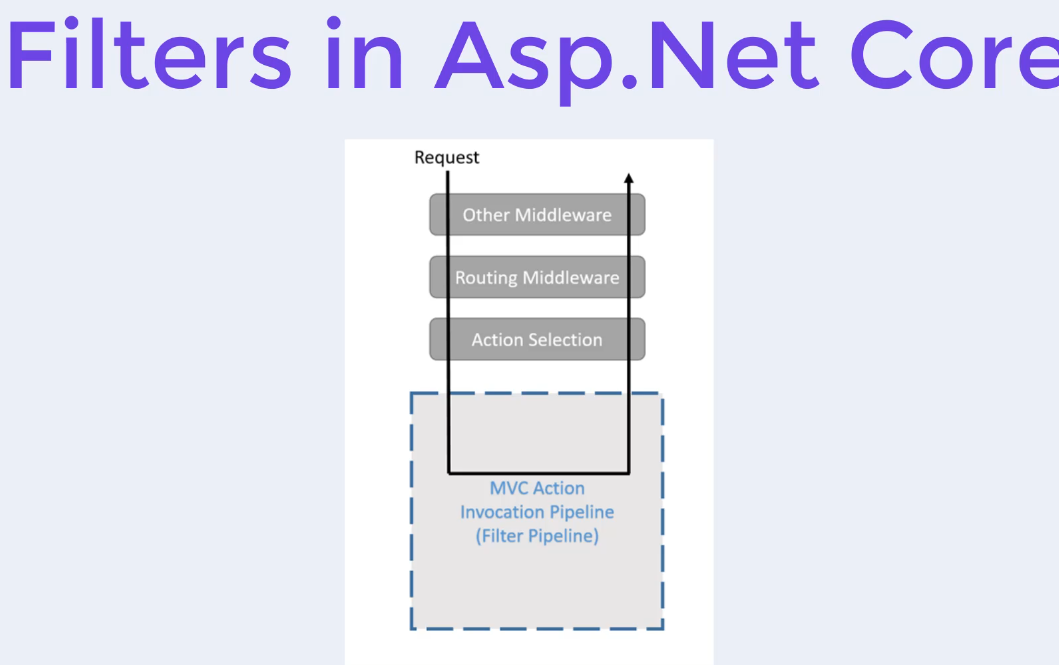 Filters in Asp.Net Core
Request
Other Middleware
Routing Middleware
Action Selection
MVC Action
Invocation Pipeline
(Filter Pipeline)